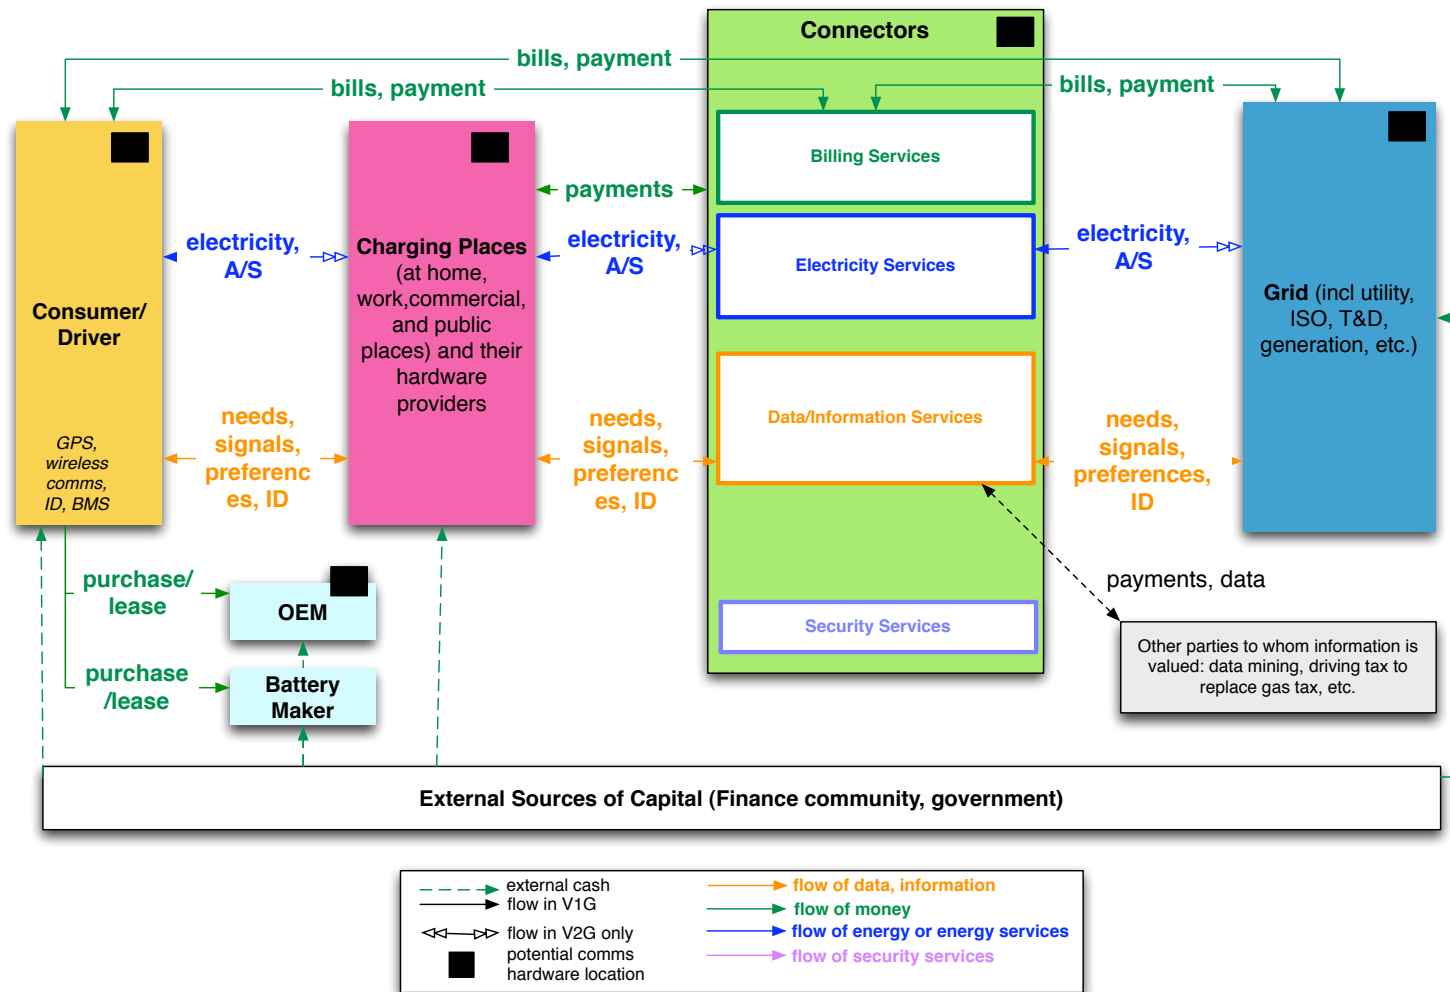 Connectors
bills, payment
bills, payment
bills, payment
Billing Services
payments
electricity,
A/S
Charging Places
(at home,
work,commercial,
and public
places) and their
hardware
providers
electricity,
A/S
Electricity Services
electricity,
A/S
Consumer/
Driver
Grid (incl utility,
ISO, T&D,
generation, etc.)
needs,
signals,
preferenc
es, ID
needs,
signals,
preferenc
es, ID
Data/Information Services
needs,
signals,
preferences,
ID
GPS,
wireless
comms,
ID, BMS
purchase/
lease
OEM
payments, data
Security Services
Other parties to whom information is
valued: data mining, driving tax to
replace gas tax, etc.
purchase
/lease
Battery
Maker
External Sources of Capital (Finance community, government)
external cash
flow in V1G
flow in V2G only
potential comms
hardware location
flow of data, information
flow of money
flow of energy or energy services
flow of security services